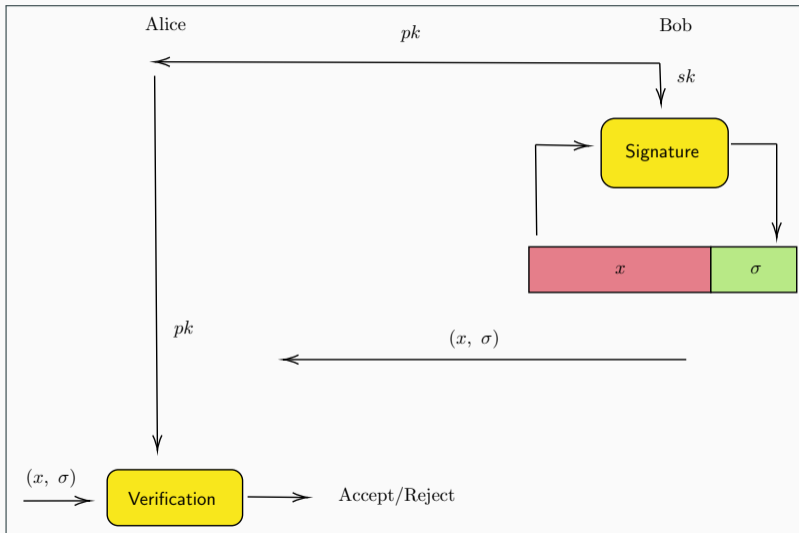 Alice
pk
Bob
sk
Signature
x
σ
pk
(x, σ)
(x, σ)
Verification
Accept/Reject